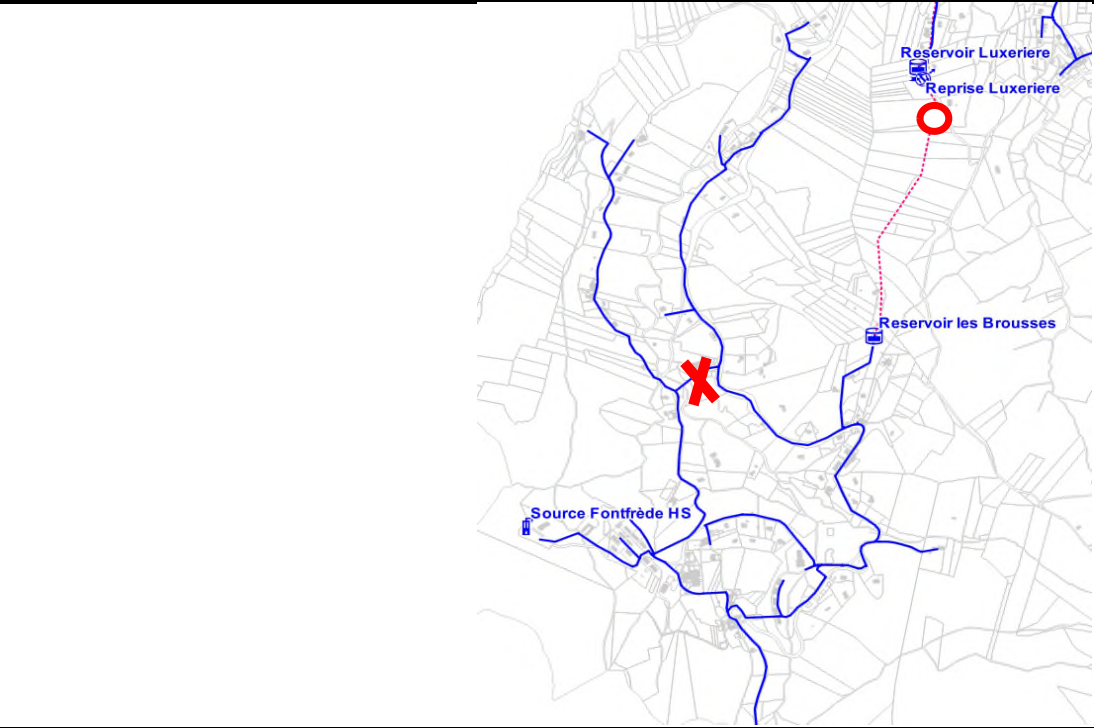 Reservoir Luxeriere
Reprise Luxeriere
Reservoir les Brousses
Source Fontfrède HS